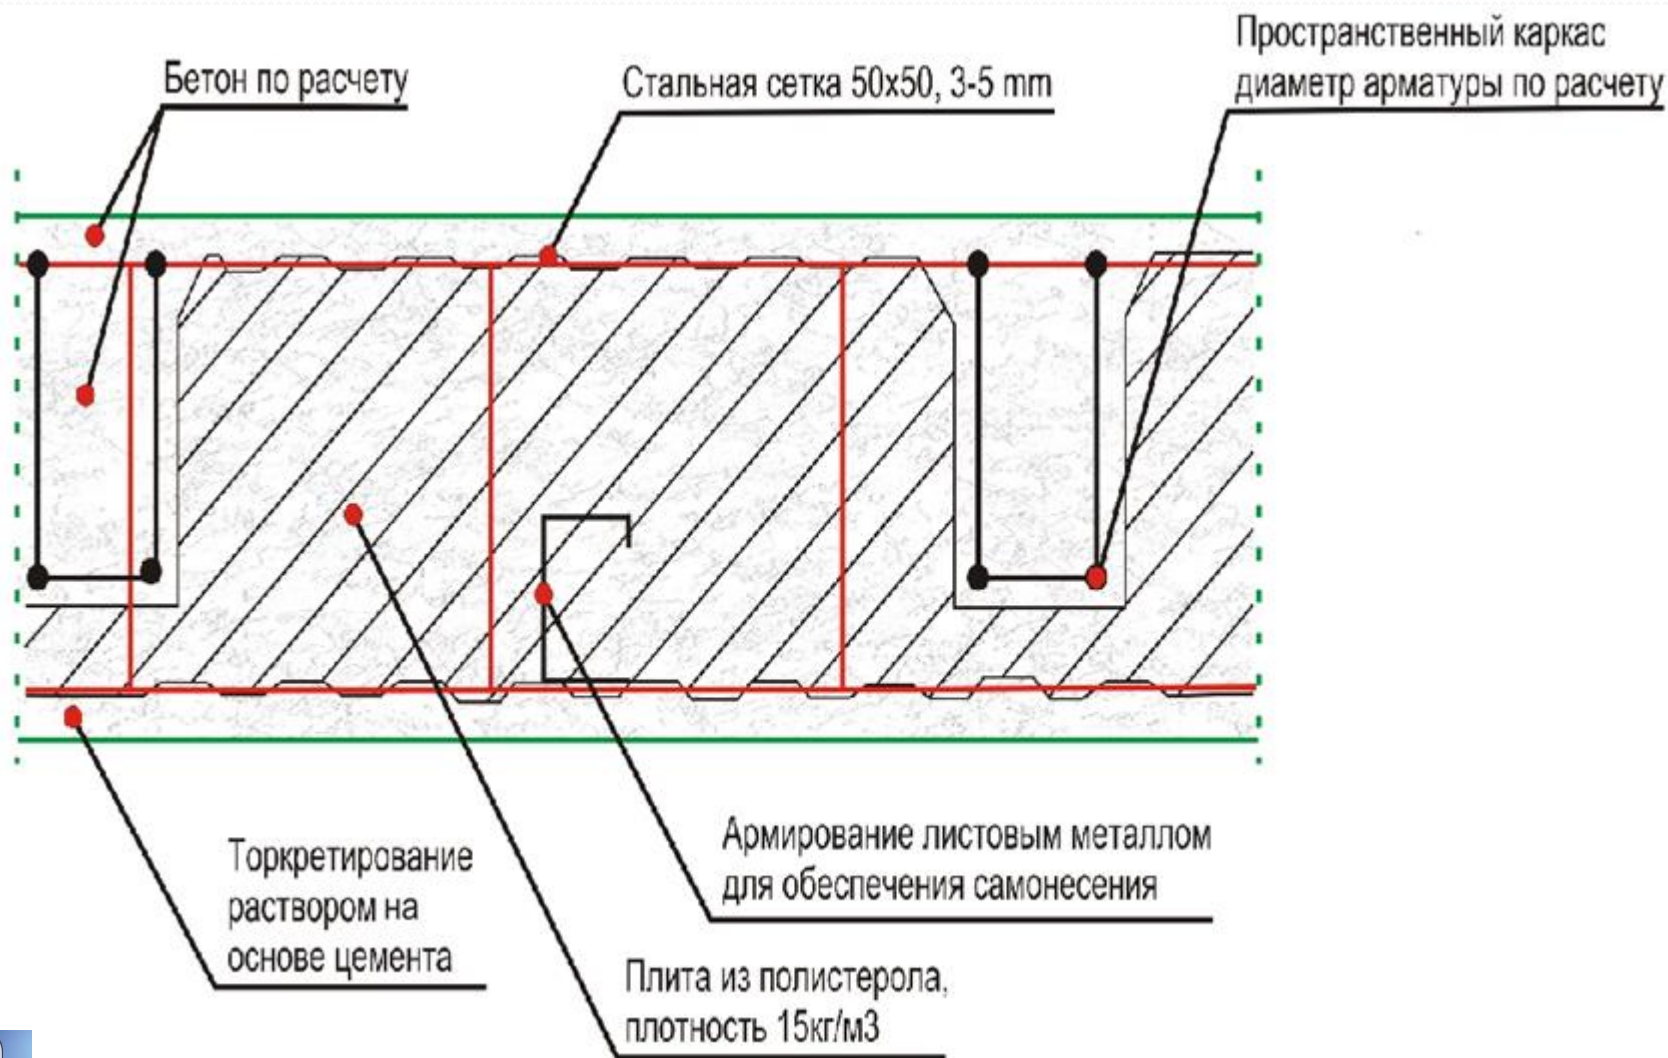 Бетон по расчету
Стальная сетка 50х50, 3-5 mm
Пространственный каркас
диаметр арматуры по расчету
Торкретирование
раствором на
основе цемента
Армирование листовым металлом
для обеспечения самонесения
Плита из полистерола,
плотность 15кг/м3